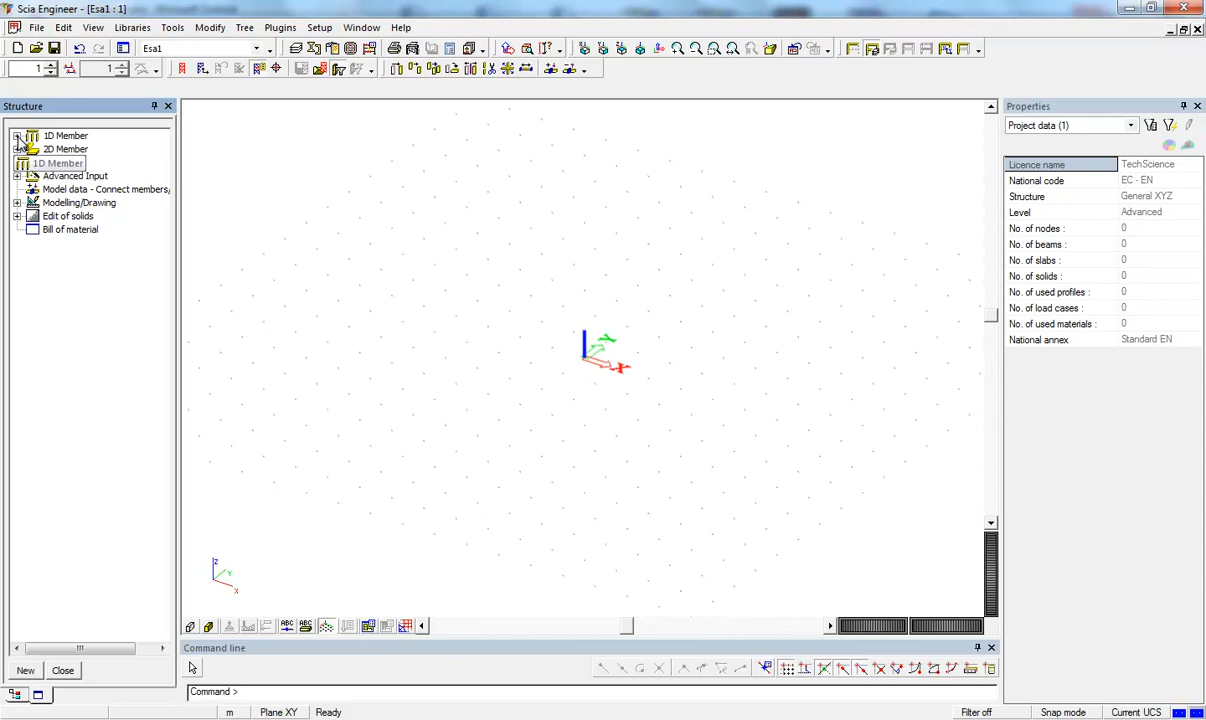 Scia Engineer - [Esa1 : 1]
File Edit View Libraries Tools Modify Tree Plugins Setup Window Help
Esa1
1 1
Structure
1D Member
2D Member
1D Member
Advanced Input
Model data - Connect members/
Modelling/Drawing
Edit of solids
Bill of material
New Close
Y
X
Z
Y
X
ABC ABC
Properties
Project data (1)
Licence name TechScience
National code EC - EN
Structure General XYZ
Level Advanced
No. of nodes : 0
No. of beams : 0
No. of slabs : 0
No. of solids : 0
No. of used profiles : 0
No. of load cases : 0
No. of used materials : 0
National annex Standard EN
Command line
Command >
m Plane XY Ready Filter off Snap mode Current UCS